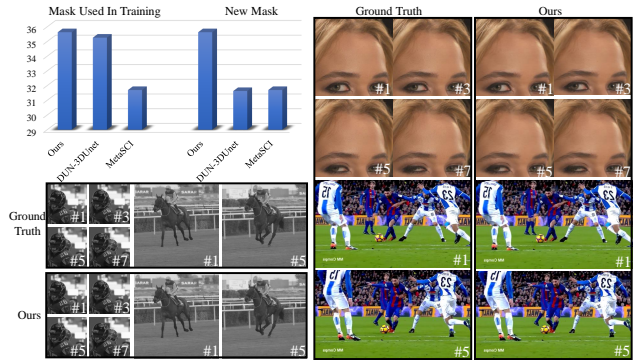 Mask Used In Training
New Mask
36
35
34
33
32
31
30
29
Ours
DUN-3DUnet
MetaSCI
Ours
DUN-3DUnet
MetaSCI
Ground Truth
Ours
#1
#3
#1
#3
#5
#7
#5
#7
#1
#1
#5
#5
Ground
Truth
#1
#3
#5
#7
#1
#5
Ours
#1
#3
#5
#7
#1
#5